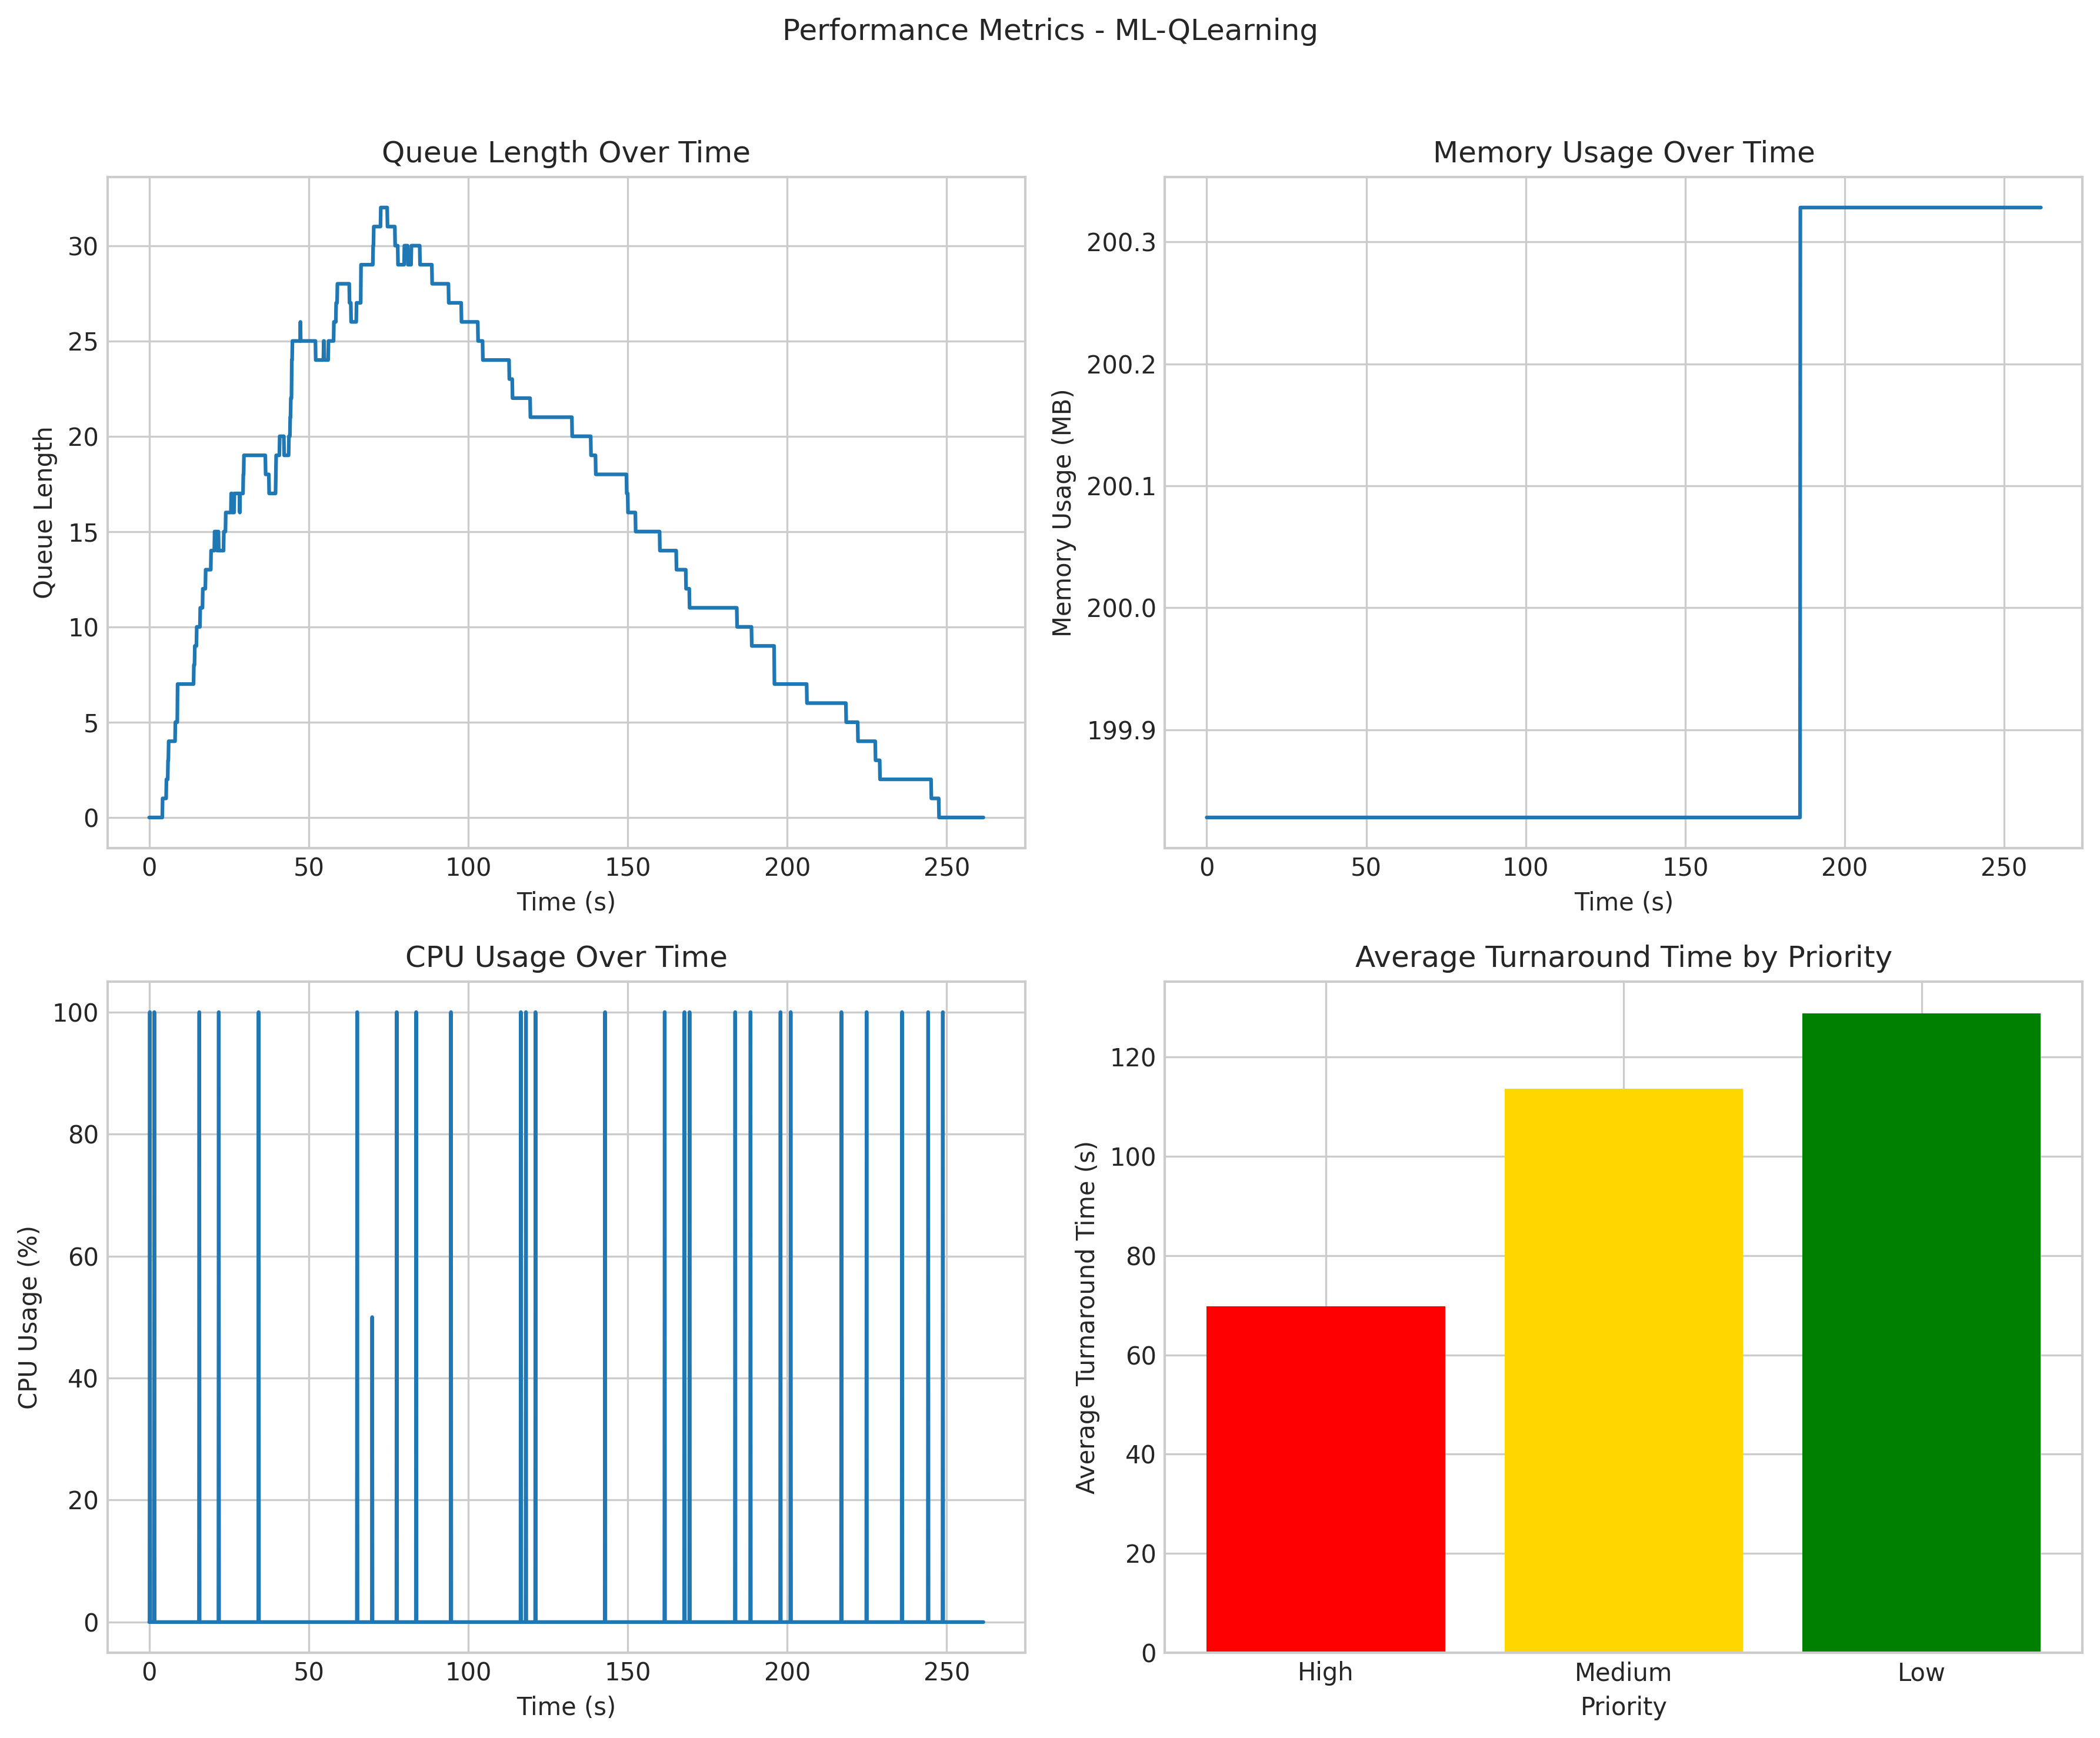 Performance Metrics - ML-QLearning
Queue Length Over Time
Queue Length
30
25
20
15
10
5
0
0 50 100 150 200 250
Time (s)
Memory Usage Over Time
Memory Usage (MB)
200.3
200.2
200.1
200.0
199.9
0 50 100 150 200 250
Time (s)
CPU Usage Over Time
CPU Usage (%)
100
80
60
40
20
0
0 50 100 150 200 250
Time (s)
Average Turnaround Time by Priority
Average Turnaround Time (s)
120
100
80
60
40
20
0
High Medium Low
Priority